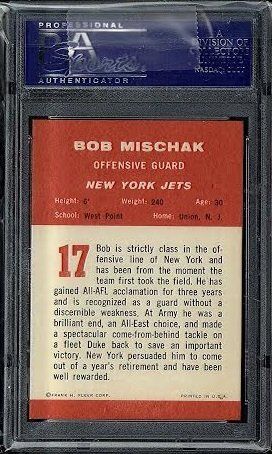 PROFESSIONAL
AUTHENTICATOR
A
DIVISION OF
BOB MISCHAK
OFFENSIVE GUARD
NEW YORK JETS
Height: 6' Weight: 240 Age: 30
School: West Point Home: Union, N. J.
17
Bob is strictly class in the of-
fensive line of New York and
has been from the moment the
team first took the field. He has
gained All-AFL acclamation for three years
and is recognized as a guard without a
discernible weakness. At Army he was a
brilliant end, an All-East choice, and made
a spectacular come-from-behind tackle on
a fleet Duke back to save an important
victory. New York persuaded him to come
out of a year's retirement and have been
well rewarded.
©FRANK H. FLEER CORP. PRINTED IN U.S.A.